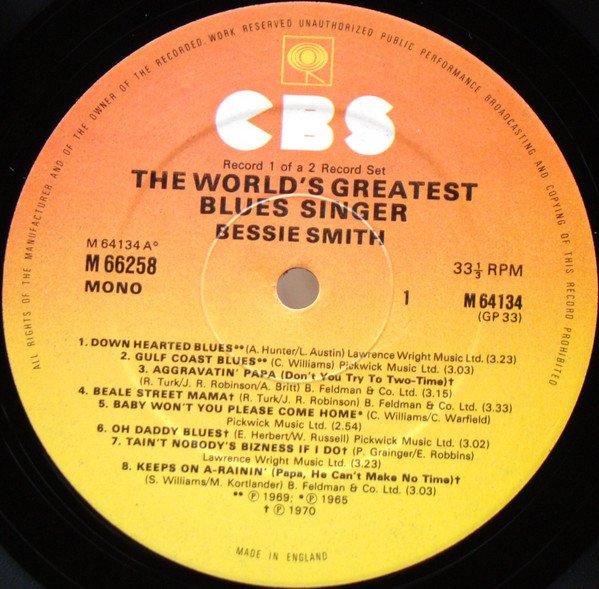 ALL RIGHTS OF THE MANUFACTURER AND OF THE OWNER OF THE RECORDED WORK RESERVED UNAUTHORIZED PUBLIC PERFORMANCE BROADCASTING AND COPYING OF THIS RECORD PROHIBITED
CBS
Record 1 of a 2 Record Set
THE WORLD'S GREATEST
BLUES SINGER
BESSIE SMITH
M 64134 A°
M 66258
MONO
33⅓ RPM
1
M 64134
(GP 33)
1. DOWN HEARTED BLUES** (A. Hunter/L. Austin) Lawrence Wright Music Ltd. (3.23)
2. GULF COAST BLUES** (C. Williams) Pickwick Music Ltd. (3.03)
3. AGGRAVATIN' PAPA (Don't You Try To Two-Time)†
(R. Turk/J. R. Robinson/A. Britt) B. Feldman & Co Ltd. (3.15)
4. BEALE STREET MAMA† (R. Turk/J. R. Robinson) B. Feldman & Co. Ltd. (3.33)
5. BABY WON'T YOU PLEASE COME HOME* (C. Williams/C. Warfield)
Pickwick Music Ltd. (2.54)
6. OH DADDY BLUES† (E. Herbert/W. Russell) Pickwick Music Ltd. (3.02)
7. TAIN'T NOBODY'S BIZNESS IF I DO† (P. Grainger/E. Robbins)
Lawrence Wright Music Ltd. (3.23)
8. KEEPS ON A-RAININ' (Papa, He Can't Make No Time)†
(S. Williams/M. Kortlander) B. Feldman & Co. Ltd. (3.03)
** ℗ 1969; * ℗ 1965
† ℗ 1970
MADE IN ENGLAND